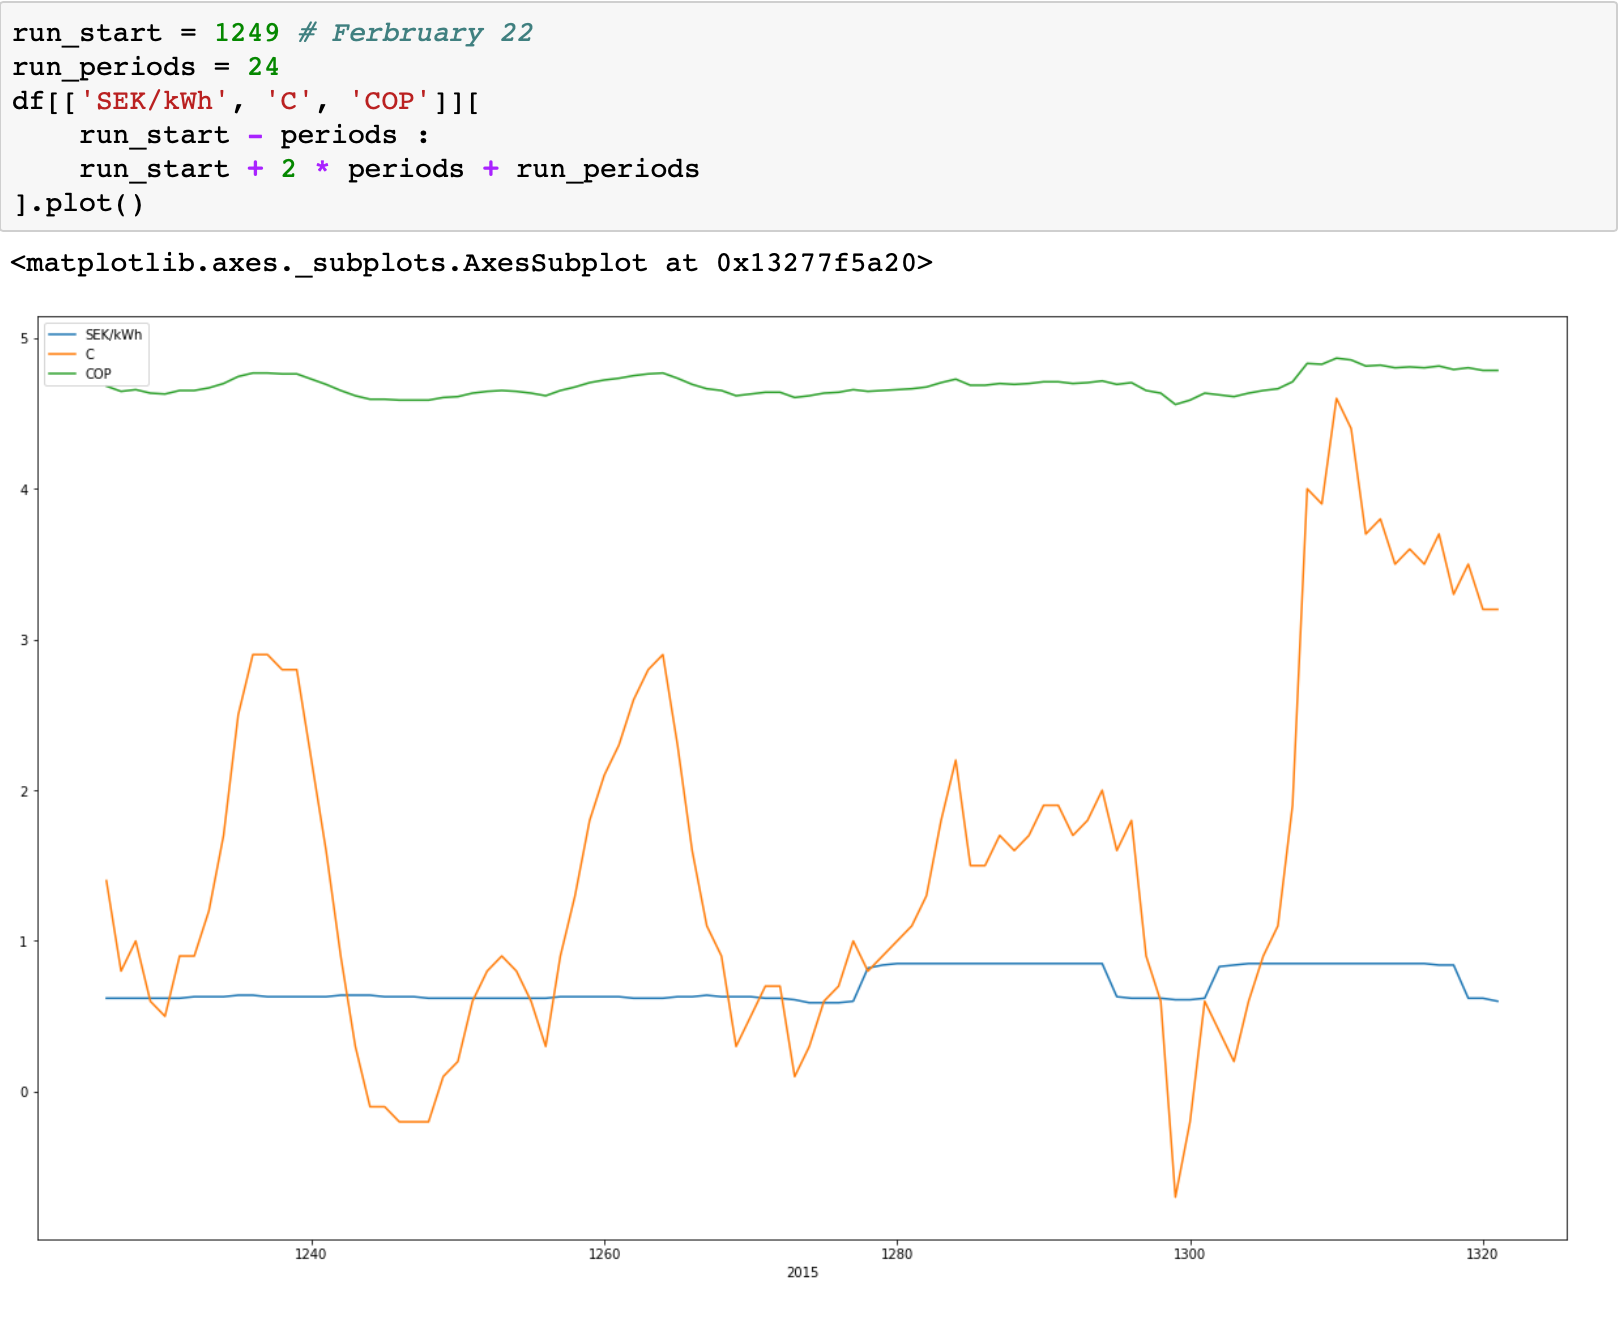 run_start = 1249 # Ferbruary 22
run_periods = 24
df[['SEK/kWh', 'C', 'COP']][
    run_start - periods :
    run_start + 2 * periods + run_periods
].plot()
<matplotlib.axes._subplots.AxesSubplot at 0x13277f5a20>
SEK/kWh
C
COP
5
4
3
2
1
0
1240 1260 1280 1300 1320
2015